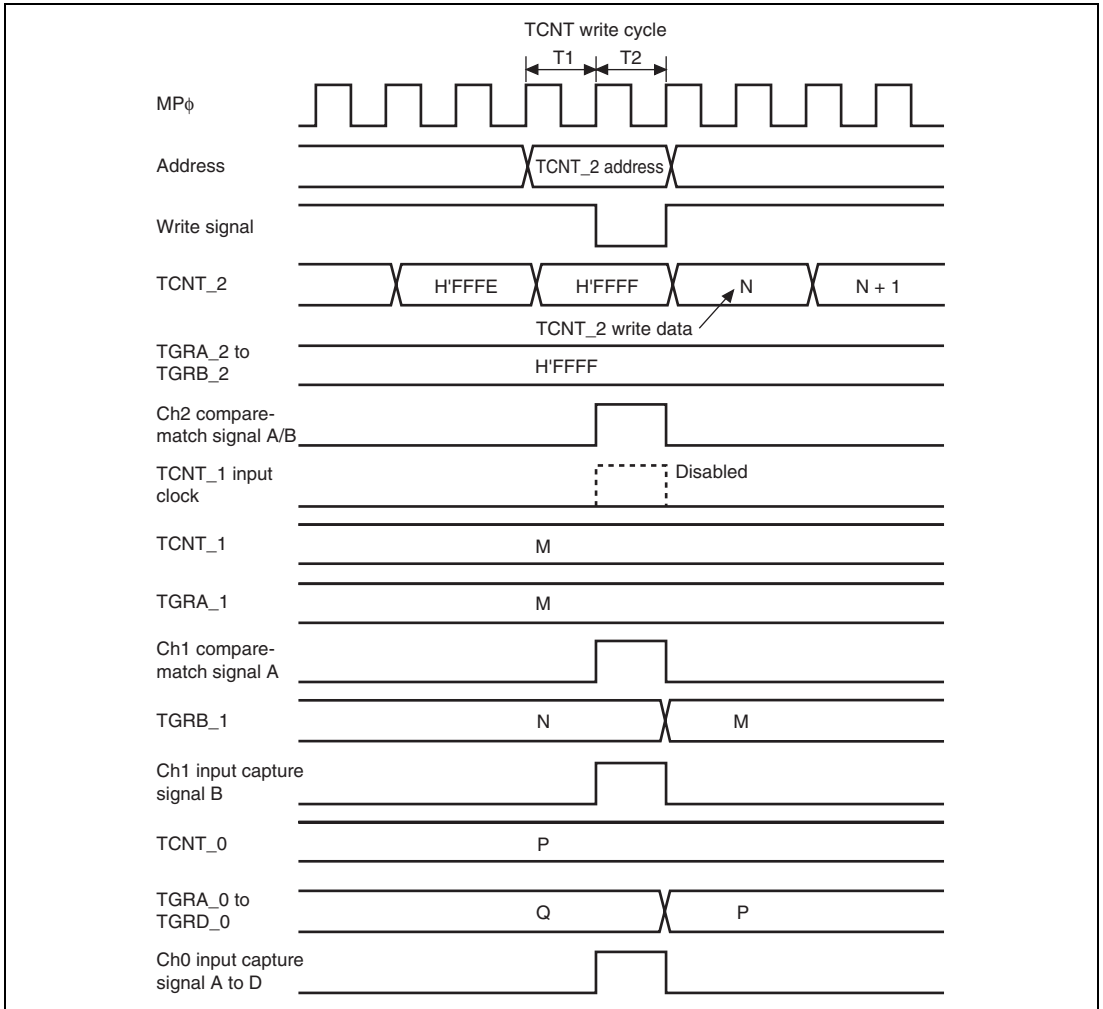 TCNT write cycle
T1 T2
MPϕ
Address
TCNT_2 address
Write signal
TCNT_2
H'FFFE H'FFFF N N + 1
TCNT_2 write data
TGRA_2 to
TGRB_2
H'FFFF
Ch2 compare-
match signal A/B
TCNT_1 input
clock
Disabled
TCNT_1
M
TGRA_1
M
Ch1 compare-
match signal A
TGRB_1
N M
Ch1 input capture
signal B
TCNT_0
P
TGRA_0 to
TGRD_0
Q P
Ch0 input capture
signal A to D